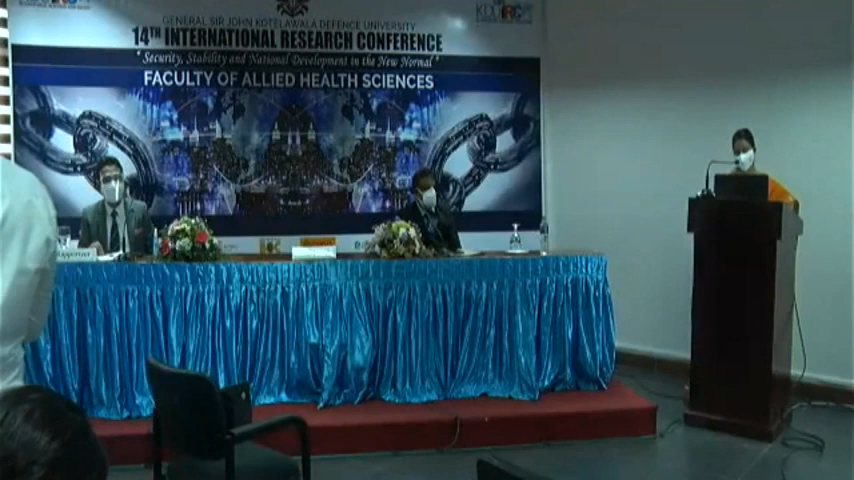 GENERAL SIR JOHN KOTELAWALA DEFENCE UNIVERSITY
14TH INTERNATIONAL RESEARCH CONFERENCE
"Security, Stability and National Development in the New Normal"
FACULTY OF ALLIED HEALTH SCIENCES
Rapporteur